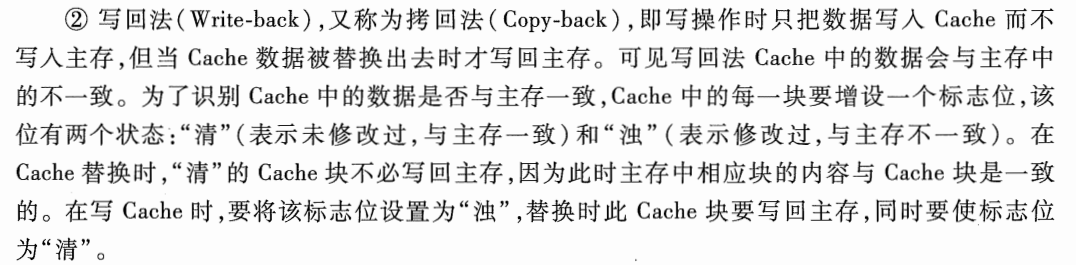 ② 写回法(Write-back),又称为拷回法(Copy-back),即写操作时只把数据写入 Cache 而不
写入主存,但当 Cache 数据被替换出去时才写回主存。可见写回法 Cache 中的数据会与主存中
的不一致。为了识别 Cache 中的数据是否与主存一致,Cache 中的每一块要增设一个标志位,该
位有两个状态:“清”(表示未修改过,与主存一致)和“浊”(表示修改过,与主存不一致)。在
Cache 替换时,“清”的 Cache 块不必写回主存,因为此时主存中相应块的内容与 Cache 块是一致
的。在写 Cache 时,要将该标志位设置为“浊”,替换时此 Cache 块要写回主存,同时要使标志位
为“清”。